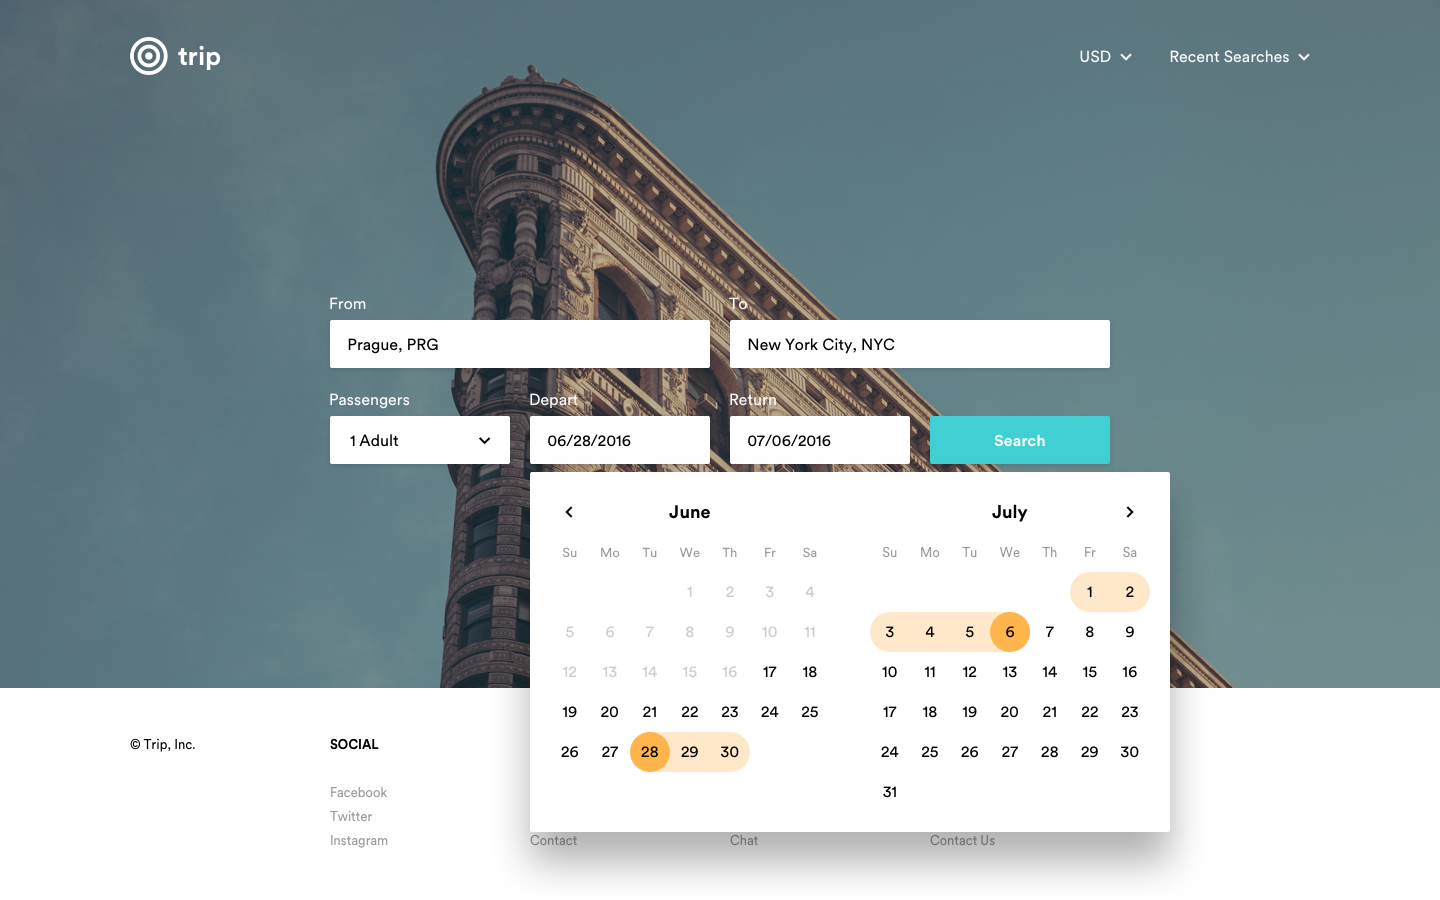 trip
USD
Recent Searches
From
To
Prague, PRG
New York City, NYC
Passengers
Depart
Return
1 Adult
06/28/2016
07/06/2016
Search
June
Su Mo Tu We Th Fr Sa
1 2 3 4
5 6 7 8 9 10 11
12 13 14 15 16 17 18
19 20 21 22 23 24 25
26 27 28 29 30
July
Su Mo Tu We Th Fr Sa
1 2
3 4 5 6 7 8 9
10 11 12 13 14 15 16
17 18 19 20 21 22 23
24 25 26 27 28 29 30
31
© Trip, Inc.
SOCIAL
Facebook
Twitter
Instagram
Contact
Chat
Contact Us